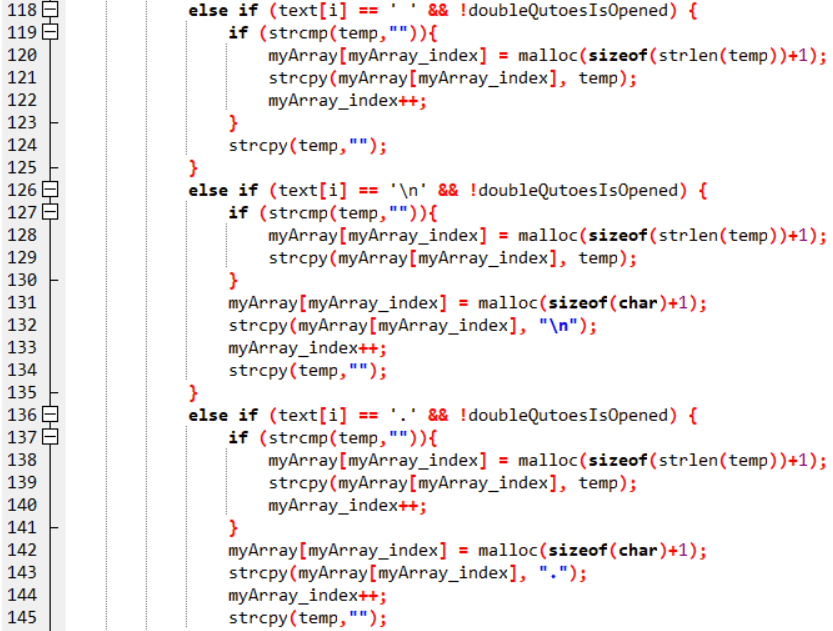 118 else if (text[i] == ' ' && !doubleQutoesIsOpened) {
119 if (strcmp(temp,"")){
120 myArray[myArray_index] = malloc(sizeof(strlen(temp))+1);
121 strcpy(myArray[myArray_index], temp);
122 myArray_index++;
123 }
124 strcpy(temp,"");
125 }
126 else if (text[i] == '\n' && !doubleQutoesIsOpened) {
127 if (strcmp(temp,"")){
128 myArray[myArray_index] = malloc(sizeof(strlen(temp))+1);
129 strcpy(myArray[myArray_index], temp);
130 }
131 myArray[myArray_index] = malloc(sizeof(char)+1);
132 strcpy(myArray[myArray_index], "\n");
133 myArray_index++;
134 strcpy(temp,"");
135 }
136 else if (text[i] == '.' && !doubleQutoesIsOpened) {
137 if (strcmp(temp,"")){
138 myArray[myArray_index] = malloc(sizeof(strlen(temp))+1);
139 strcpy(myArray[myArray_index], temp);
140 myArray_index++;
141 }
142 myArray[myArray_index] = malloc(sizeof(char)+1);
143 strcpy(myArray[myArray_index], ".");
144 myArray_index++;
145 strcpy(temp,"");